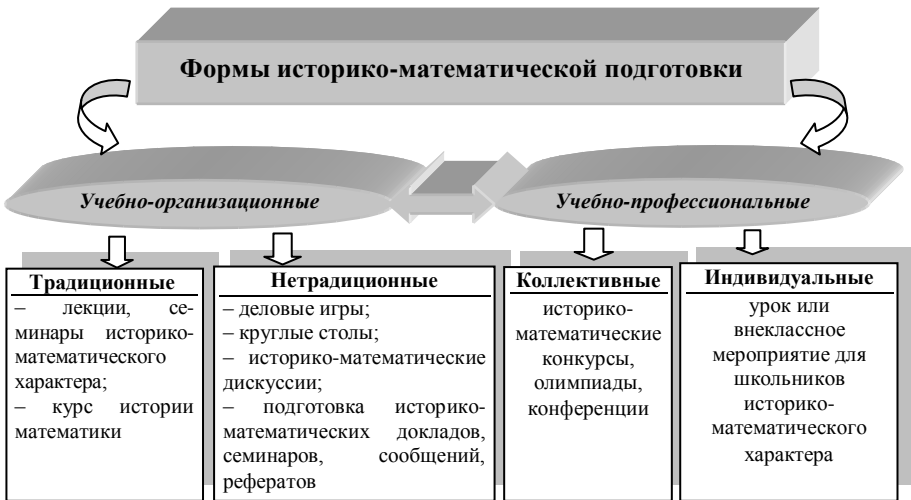 Формы историко-математической подготовки
Учебно-организационные
Учебно-профессиональные
Традиционные
– лекции, се-
минары историко-
математического
характера;
– курс истории
математики
Нетрадиционные
– деловые игры;
– круглые столы;
– историко-математические
дискуссии;
– подготовка историко-
математических докладов,
семинаров, сообщений,
рефератов
Коллективные
историко-
математические
конкурсы,
олимпиады,
конференции
Индивидуальные
урок или
внеклассное
мероприятие для
школьников
историко-
математического
характера